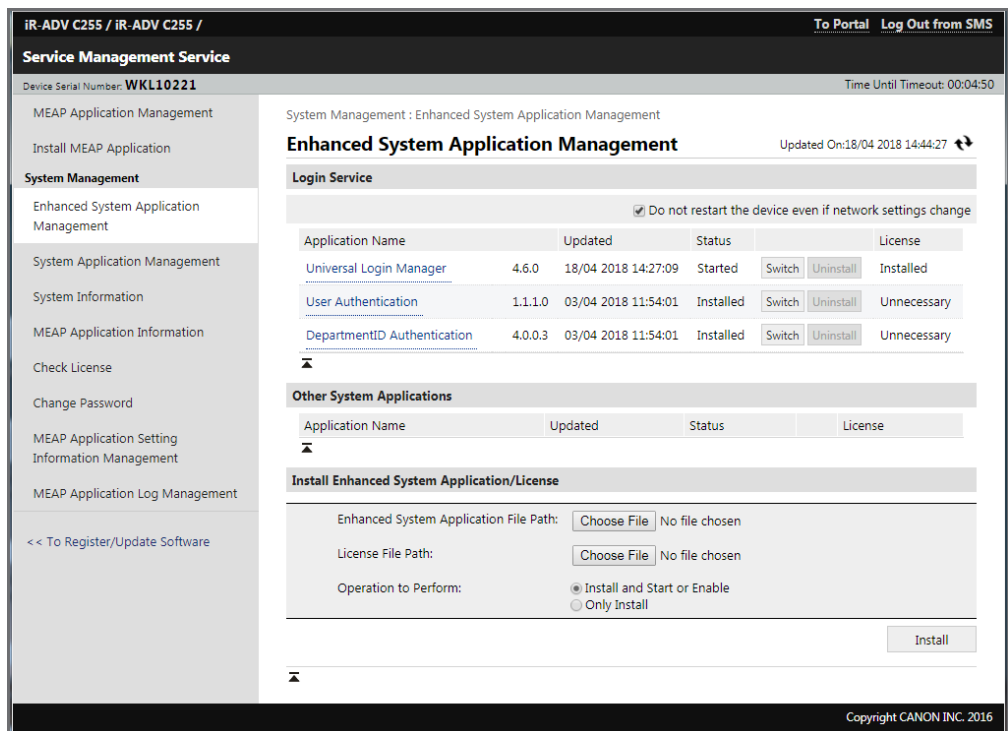 iR-ADV C255 / iR-ADV C255 /
To Portal Log Out from SMS
Service Management Service
Device Serial Number: WKL10221
Time Until Timeout: 00:04:50
MEAP Application Management
Install MEAP Application
System Management
Enhanced System Application
Management
System Application Management
System Information
MEAP Application Information
Check License
Change Password
MEAP Application Setting
Information Management
MEAP Application Log Management
<< To Register/Update Software
System Management : Enhanced System Application Management
Enhanced System Application Management
Updated On:18/04 2018 14:44:27
Login Service
Do not restart the device even if network settings change
Application Name Updated Status License
Universal Login Manager 4.6.0 18/04 2018 14:27:09 Started Switch Uninstall Installed
User Authentication 1.1.1.0 03/04 2018 11:54:01 Installed Switch Uninstall Unnecessary
DepartmentID Authentication 4.0.0.3 03/04 2018 11:54:01 Installed Switch Uninstall Unnecessary
Other System Applications
Application Name Updated Status License
Install Enhanced System Application/License
Enhanced System Application File Path: Choose File No file chosen
License File Path: Choose File No file chosen
Operation to Perform: Install and Start or Enable
Only Install
Install
Copyright CANON INC. 2016